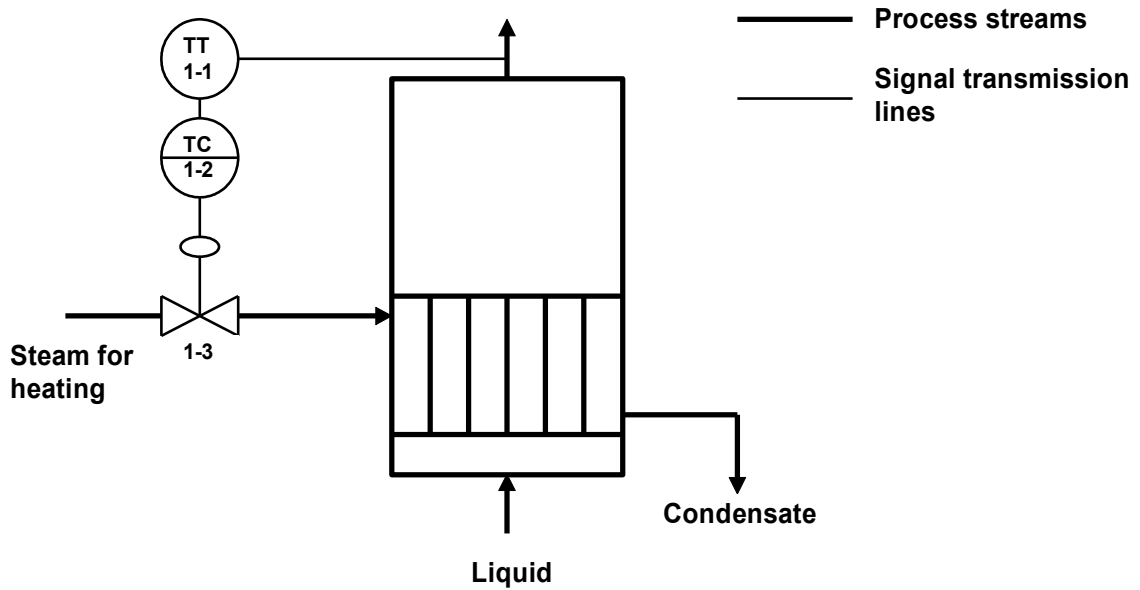 TT
1-1
TC
1-2
1-3
Steam for
heating
Liquid
Condensate
Process streams
Signal transmission
lines